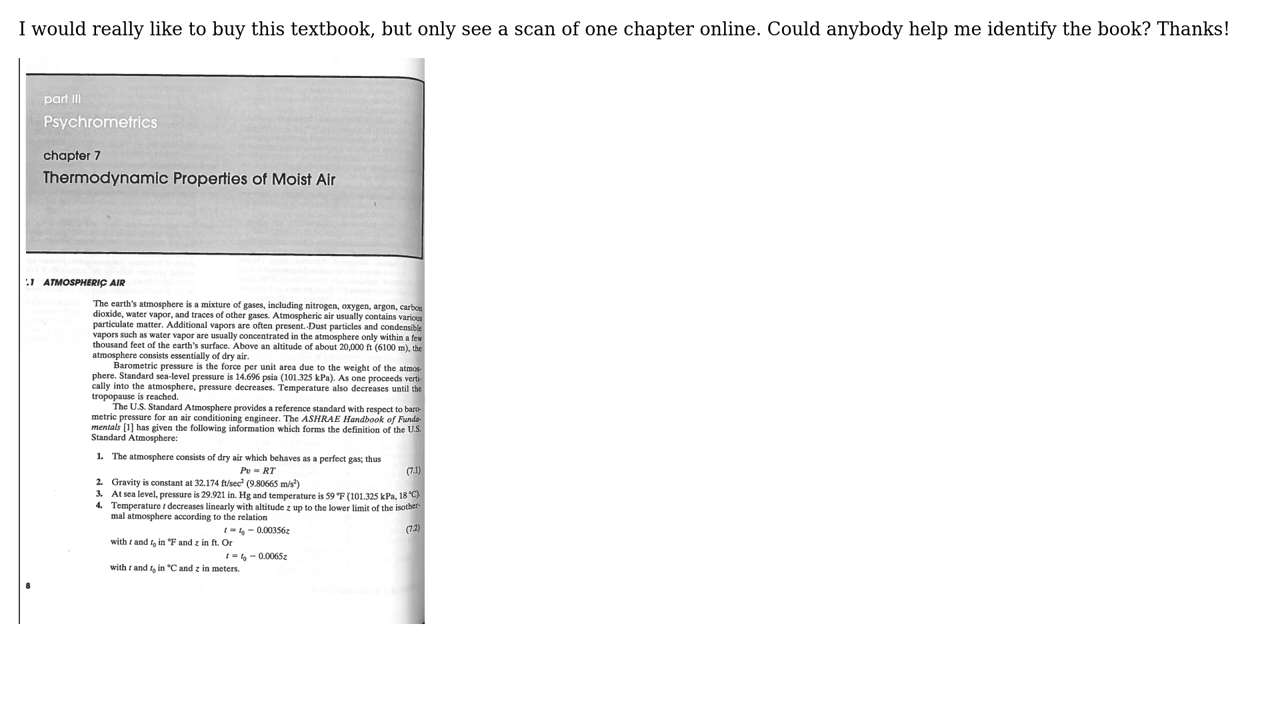 I would really like to buy this textbook, but only see a scan of one chapter online. Could anybody help me identify the book? Thanks!
part III
Psychrometrics
chapter 7
Thermodynamic Properties of Moist Air
.1 ATMOSPHERIC AIR
The earth's atmosphere is a mixture of gases, including nitrogen, oxygen, argon, carbon
dioxide, water vapor, and traces of other gases. Atmospheric air usually contains various
particulate matter. Additional vapors are often present. Dust particles and condensible
vapors such as water vapor are usually concentrated in the atmosphere only within a few
thousand feet of the earth's surface. Above an altitude of about 20,000 ft (6100 m), the
atmosphere consists essentially of dry air.
Barometric pressure is the force per unit area due to the weight of the atmos-
phere. Standard sea-level pressure is 14.696 psia (101.325 kPa). As one proceeds verti-
cally into the atmosphere, pressure decreases. Temperature also decreases until the
tropopause is reached.
The U.S. Standard Atmosphere provides a reference standard with respect to baro-
metric pressure for an air conditioning engineer. The ASHRAE Handbook of Funda-
mentals [1] has given the following information which forms the definition of the U.S.
Standard Atmosphere:
1. The atmosphere consists of dry air which behaves as a perfect gas; thus
Pv = RT (7.1)
2. Gravity is constant at 32.174 ft/sec² (9.80665 m/s²)
3. At sea level, pressure is 29.921 in. Hg and temperature is 59 °F (101.325 kPa, 18 °C).
4. Temperature t decreases linearly with altitude z up to the lower limit of the isother-
mal atmosphere according to the relation
t = t₀ − 0.00356z (7.2)
with t and t₀ in °F and z in ft. Or
t = t₀ − 0.0065z
with t and t₀ in °C and z in meters.
8